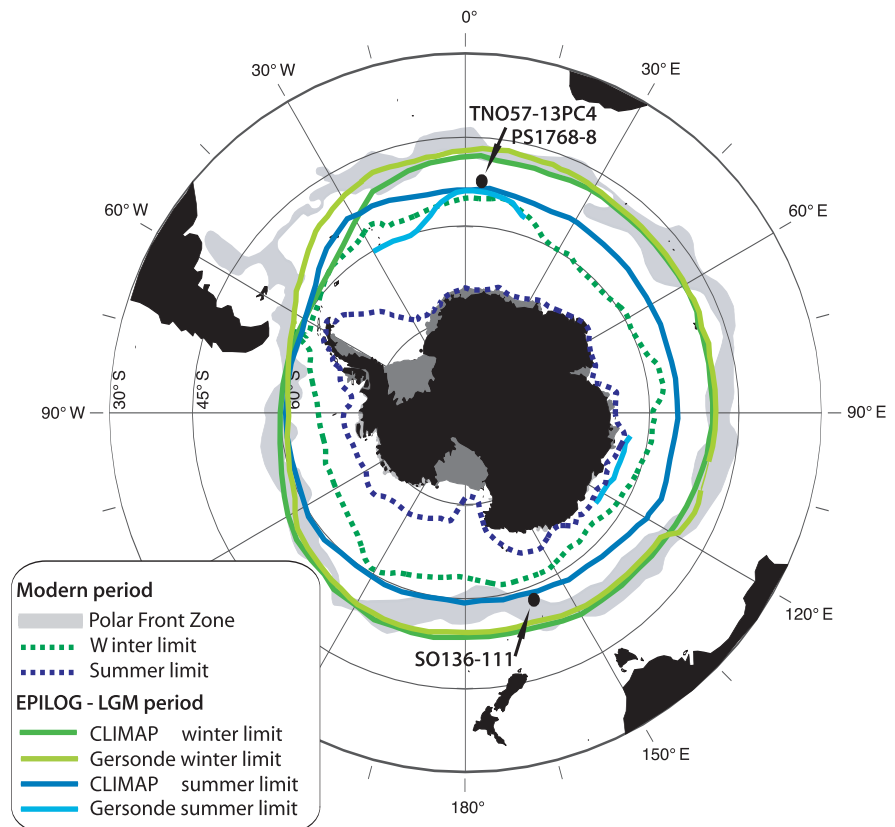 0°
30° W
30° E
TNO57-13PC4
PS1768-8
60° W
60° E
90° W
30° S
45° S
60° S
90° E
Modern period
Polar Front Zone
W inter limit
Summer limit
EPILOG - LGM period
CLIMAP winter limit
Gersonde winter limit
CLIMAP summer limit
Gersonde summer limit
SO136-111
120° E
150° E
180°